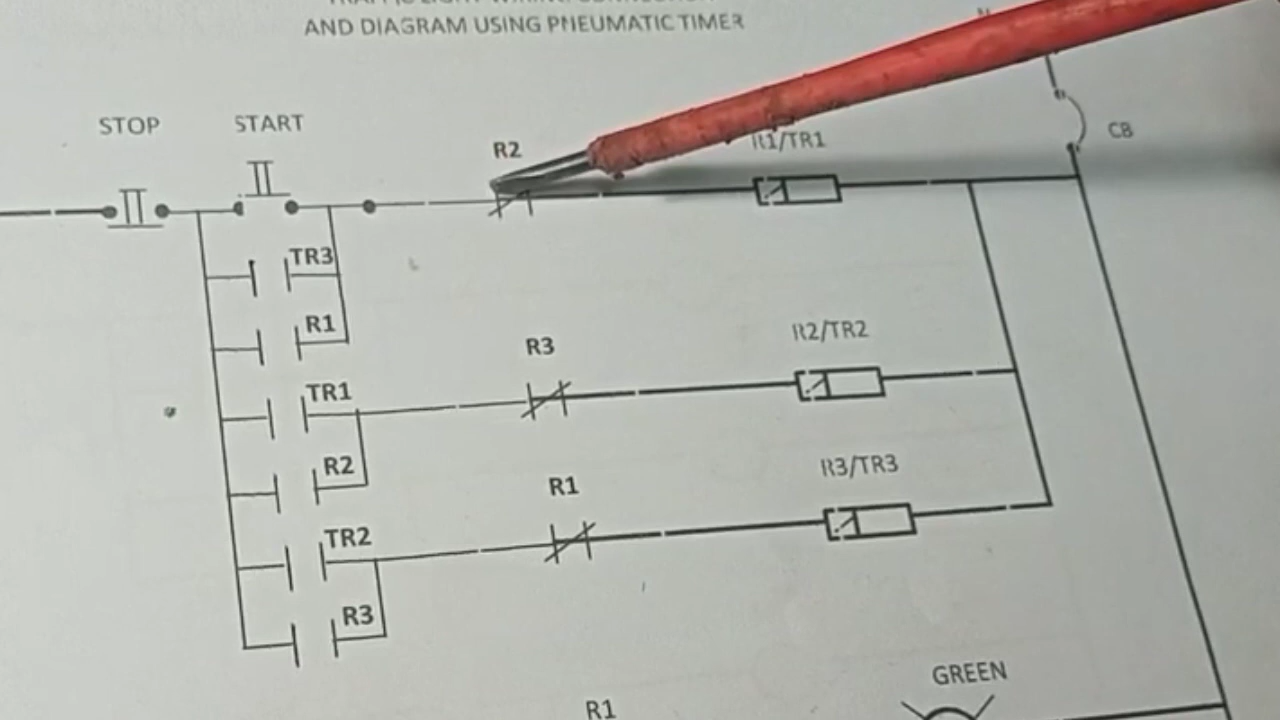 AND DIAGRAM USING PNEUMATIC TIMER
STOP
START
R2
R1/TR1
CB
TR3
R1
TR1
R3
R2/TR2
R2
R1
R3/TR3
TR2
R3
GREEN
R1